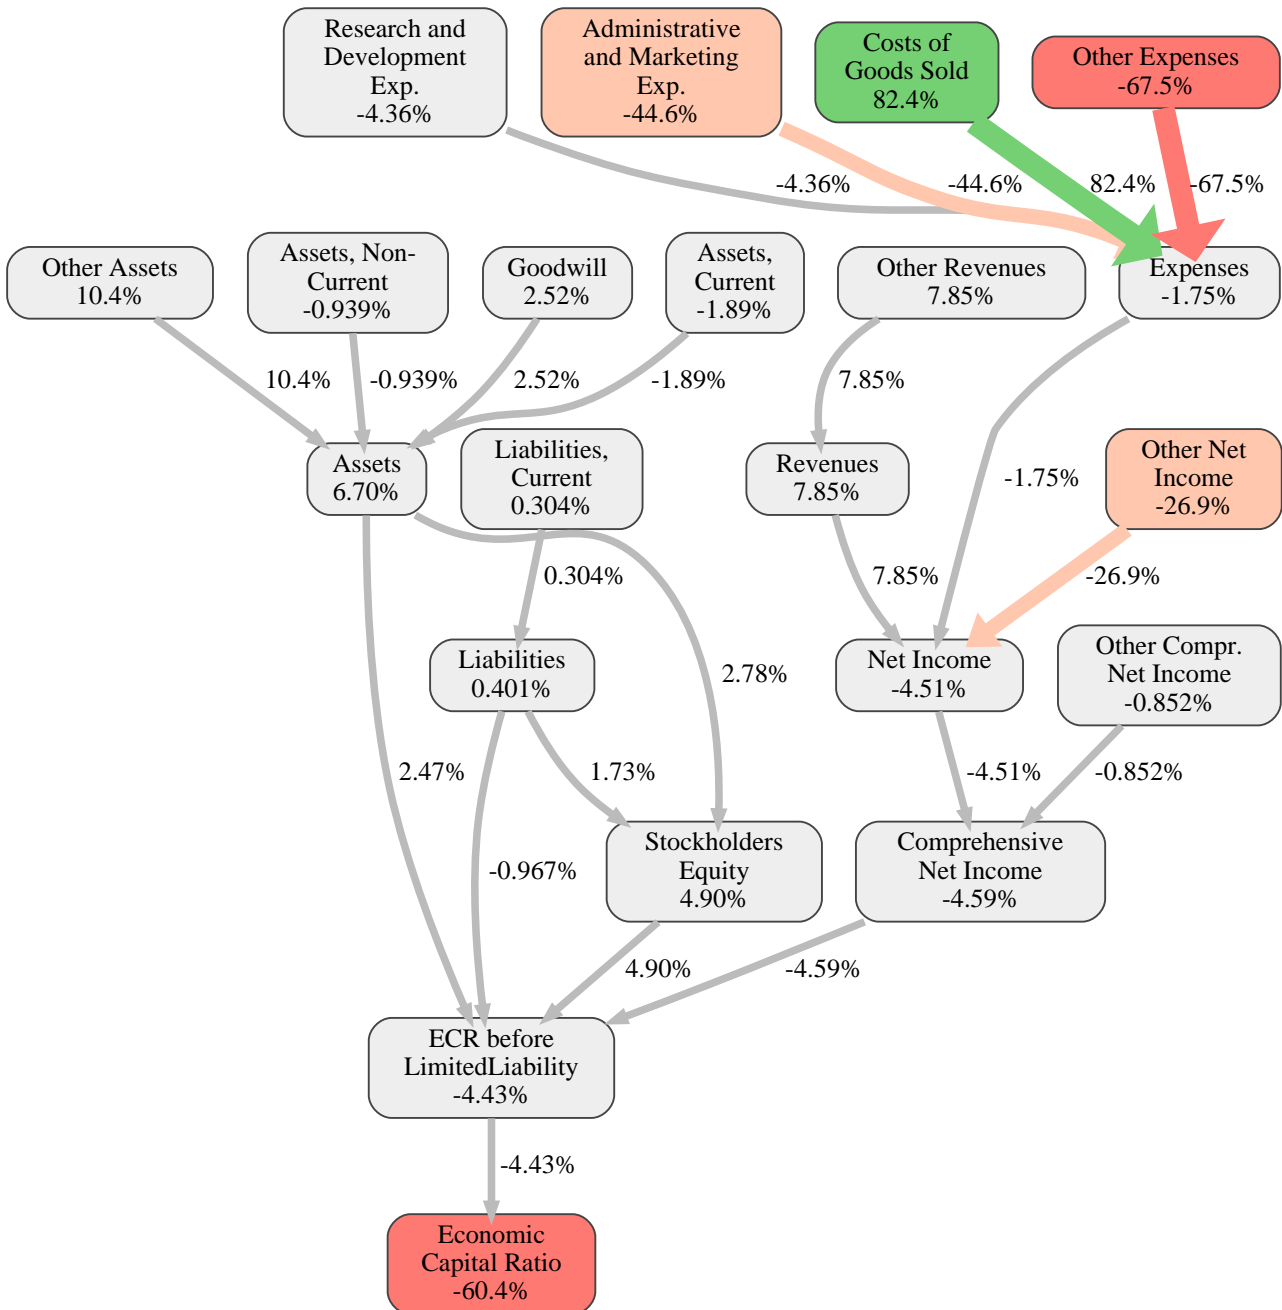 Research and
Development
Exp.
-4.36%
Administrative
and Marketing
Exp.
-44.6%
Costs of
Goods Sold
82.4%
Other Expenses
-67.5%
-4.36%
-44.6%
82.4%
-67.5%
Other Assets
10.4%
Assets, Non-
Current
-0.939%
Goodwill
2.52%
Assets,
Current
-1.89%
Other Revenues
7.85%
Expenses
-1.75%
10.4%
-0.939%
2.52%
-1.89%
7.85%
Assets
6.70%
Liabilities,
Current
0.304%
Revenues
7.85%
-1.75%
Other Net
Income
-26.9%
0.304%
7.85%
-26.9%
Liabilities
0.401%
2.78%
Net Income
-4.51%
Other Compr.
Net Income
-0.852%
2.47%
1.73%
-4.51%
-0.852%
-0.967%
Stockholders
Equity
4.90%
Comprehensive
Net Income
-4.59%
4.90%
-4.59%
ECR before
LimitedLiability
-4.43%
-4.43%
Economic
Capital Ratio
-60.4%